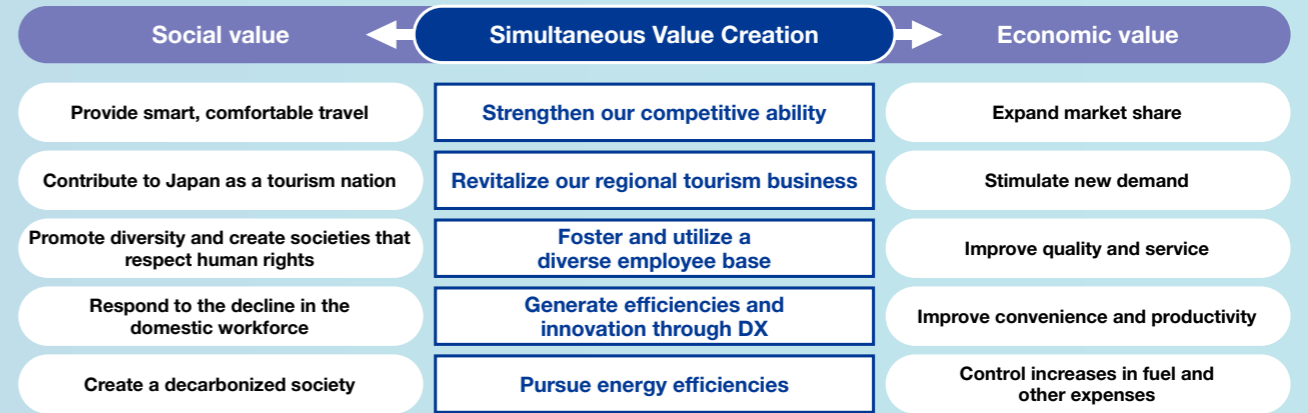 Social value
Simultaneous Value Creation
Economic value
Provide smart, comfortable travel
Strengthen our competitive ability
Expand market share
Contribute to Japan as a tourism nation
Revitalize our regional tourism business
Stimulate new demand
Promote diversity and create societies that
respect human rights
Foster and utilize a
diverse employee base
Improve quality and service
Respond to the decline in the
domestic workforce
Generate efficiencies and
innovation through DX
Improve convenience and productivity
Create a decarbonized society
Pursue energy efficiencies
Control increases in fuel and
other expenses